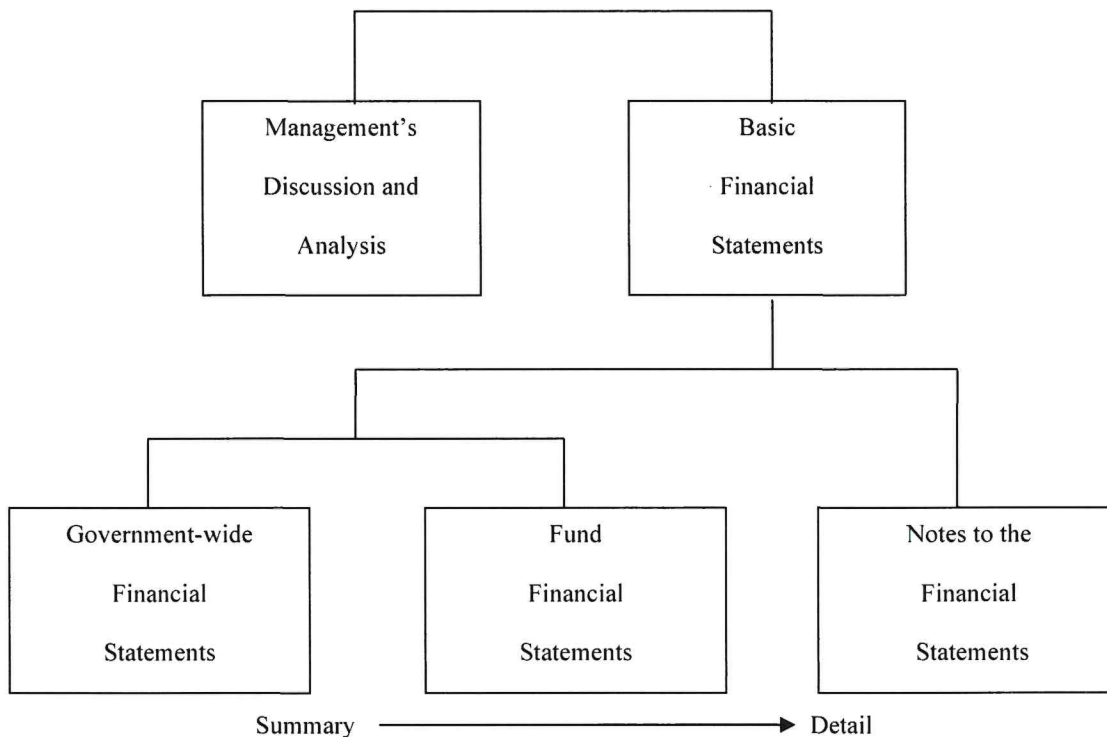 Management's
Discussion and
Analysis
Basic
Financial
Statements
Government-wide
Financial
Statements
Fund
Financial
Statements
Notes to the
Financial
Statements
Summary
Detail